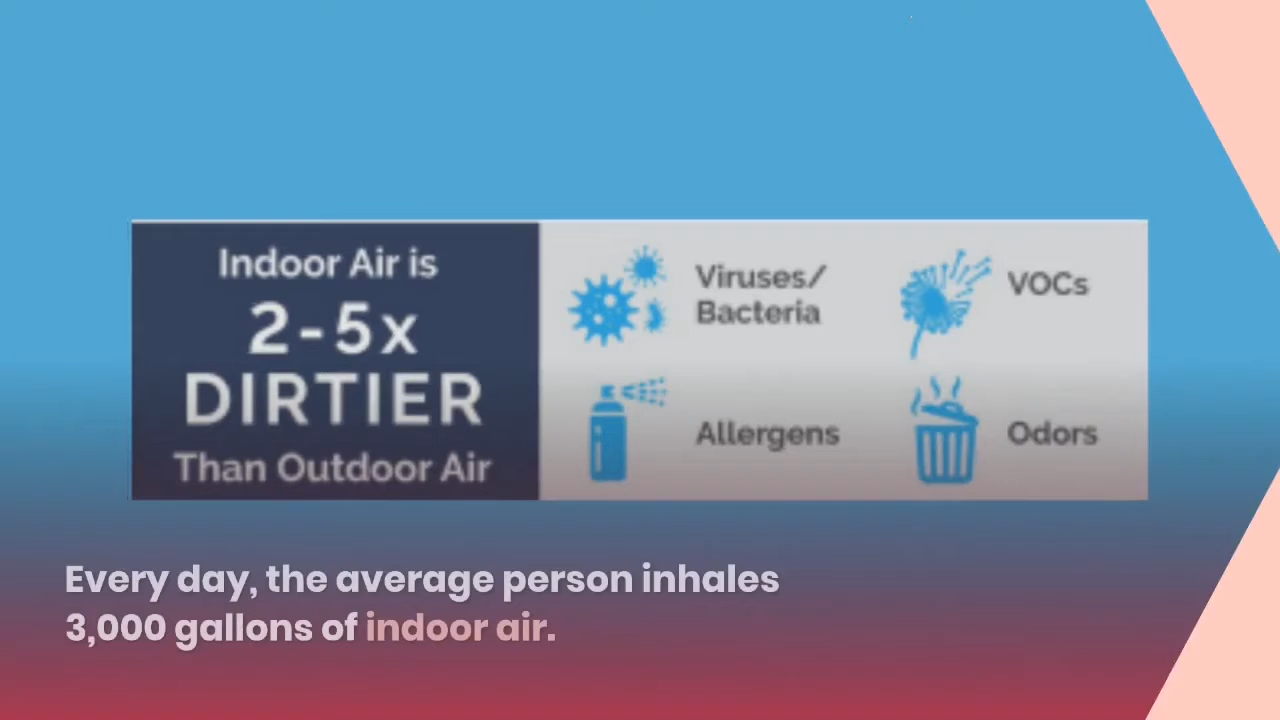 Indoor Air is
2-5x
DIRTIER
Than Outdoor Air
Viruses/
Bacteria
VOCs
Allergens
Odors
Every day, the average person inhales
3,000 gallons of indoor air.